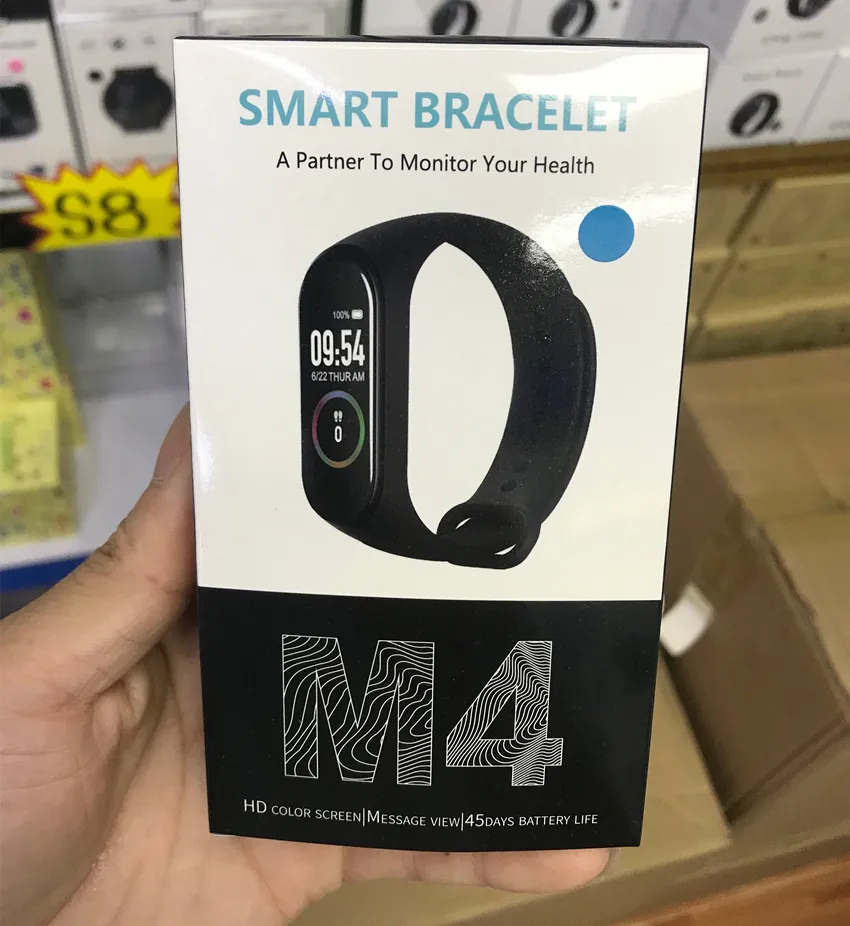 SMART BRACELET
A Partner To Monitor Your Health
S8
100%
09:54
6/22 THUR AM
0
M4
HD COLOR SCREEN|MESSAGE VIEW|45DAYS BATTERY LIFE